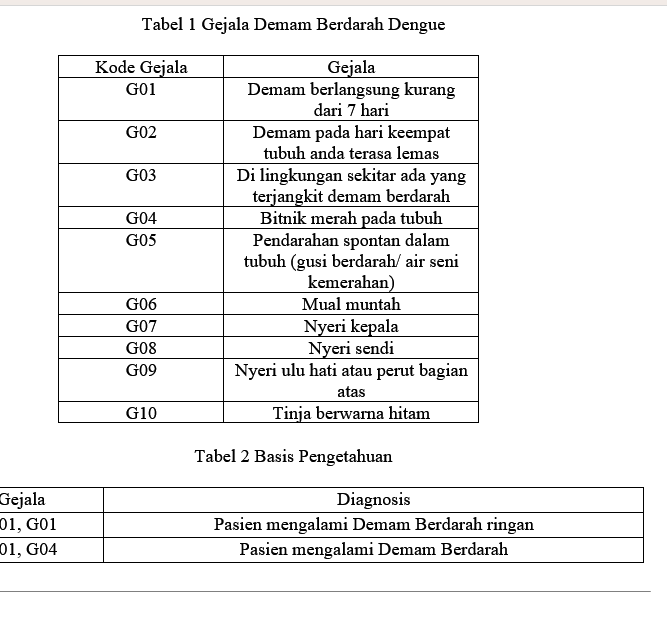 Tabel 1 Gejala Demam Berdarah Dengue
Kode Gejala Gejala
G01 Demam berlangsung kurang
dari 7 hari
G02 Demam pada hari keempat
tubuh anda terasa lemas
G03 Di lingkungan sekitar ada yang
terjangkit demam berdarah
G04 Bitnik merah pada tubuh
G05 Pendarahan spontan dalam
tubuh (gusi berdarah/ air seni
kemerahan)
G06 Mual muntah
G07 Nyeri kepala
G08 Nyeri sendi
G09 Nyeri ulu hati atau perut bagian
atas
G10 Tinja berwarna hitam
Tabel 2 Basis Pengetahuan
Gejala Diagnosis
01, G01 Pasien mengalami Demam Berdarah ringan
01, G04 Pasien mengalami Demam Berdarah